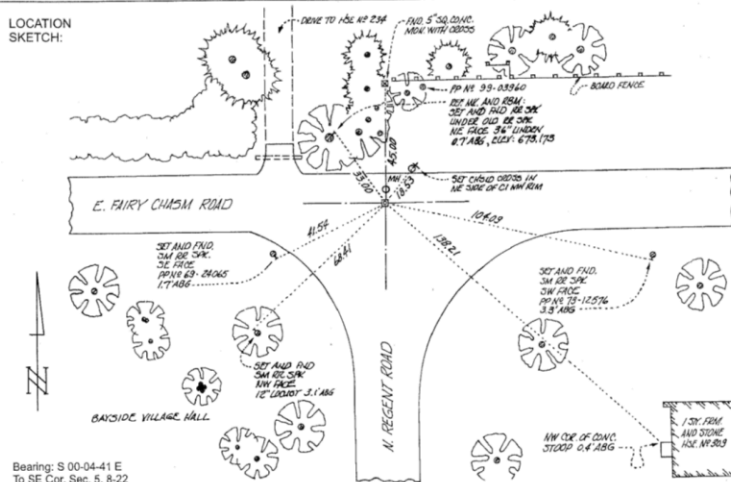 LOCATION
SKETCH:
DRIVE TO HSE Nº 234
FND. 5" SQ. CONC.
MON. WITH CROSS
PP Nº 99-03960
BOARD FENCE
REF. MK. AND RBM:
SET AND FND RR SPK
UNDER OLD RR SPK
NE FACE 36" LINDEN
0.7' ABG, ELEV: 673.173
45.00
33.00
MH
18.53
SET CHSLD CROSS IN
NE SIDE OF CI MH RIM
E. FAIRY CHASM ROAD
41.54
68.41
104.09
138.21
SET AND FND.
SM RR SPK.
SE FACE
PP Nº 69-24065
1.7' ABG
SET AND FND.
SM RR SPK
SW FACE
PP Nº 73-12576
3.3' ABG
N
SET AND FND
SM RR SPK
NW FACE
12" LOCUST 3.1' ABG
BAYSIDE VILLAGE HALL
N. REGENT ROAD
NW COR. OF CONC.
STOOP 0.4' ABG
1 SY. FRM.
AND STONE
HSE. Nº
Bearing: S 00-04-41 E
To SE Cor. Sec. 5, 8-22